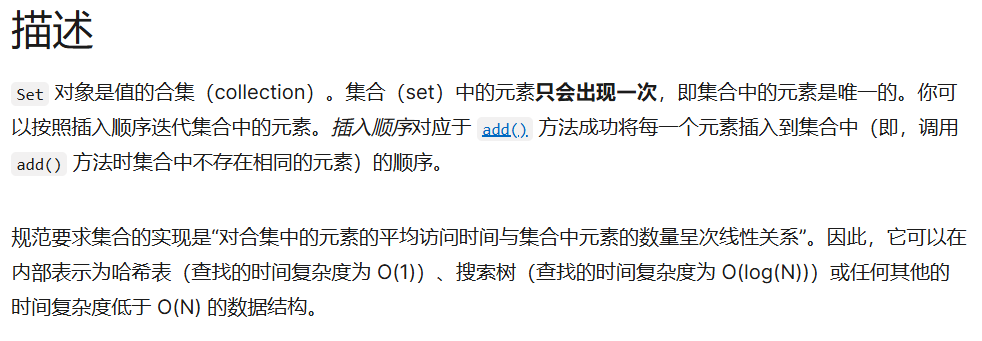 描述
Set 对象是值的合集（collection）。集合（set）中的元素只会出现一次，即集合中的元素是唯一的。你可
以按照插入顺序迭代集合中的元素。插入顺序对应于 add() 方法成功将每一个元素插入到集合中（即，调用
add() 方法时集合中不存在相同的元素）的顺序。
规范要求集合的实现是“对合集中的元素的平均访问时间与集合中元素的数量呈次线性关系”。因此，它可以在
内部表示为哈希表（查找的时间复杂度为 O(1)）、搜索树（查找的时间复杂度为 O(log(N))）或任何其他的
时间复杂度低于 O(N) 的数据结构。